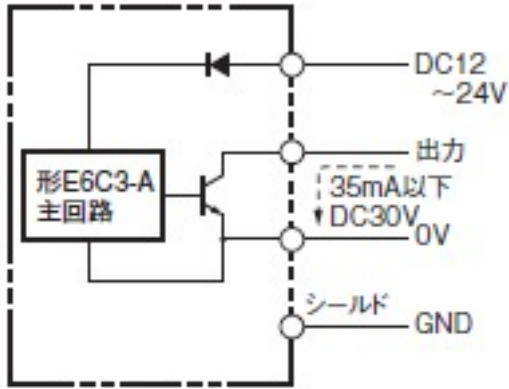 DC12
～24V
出力
形E6C3-A
主回路
35mA以下
DC30V
0V
シールド
GND